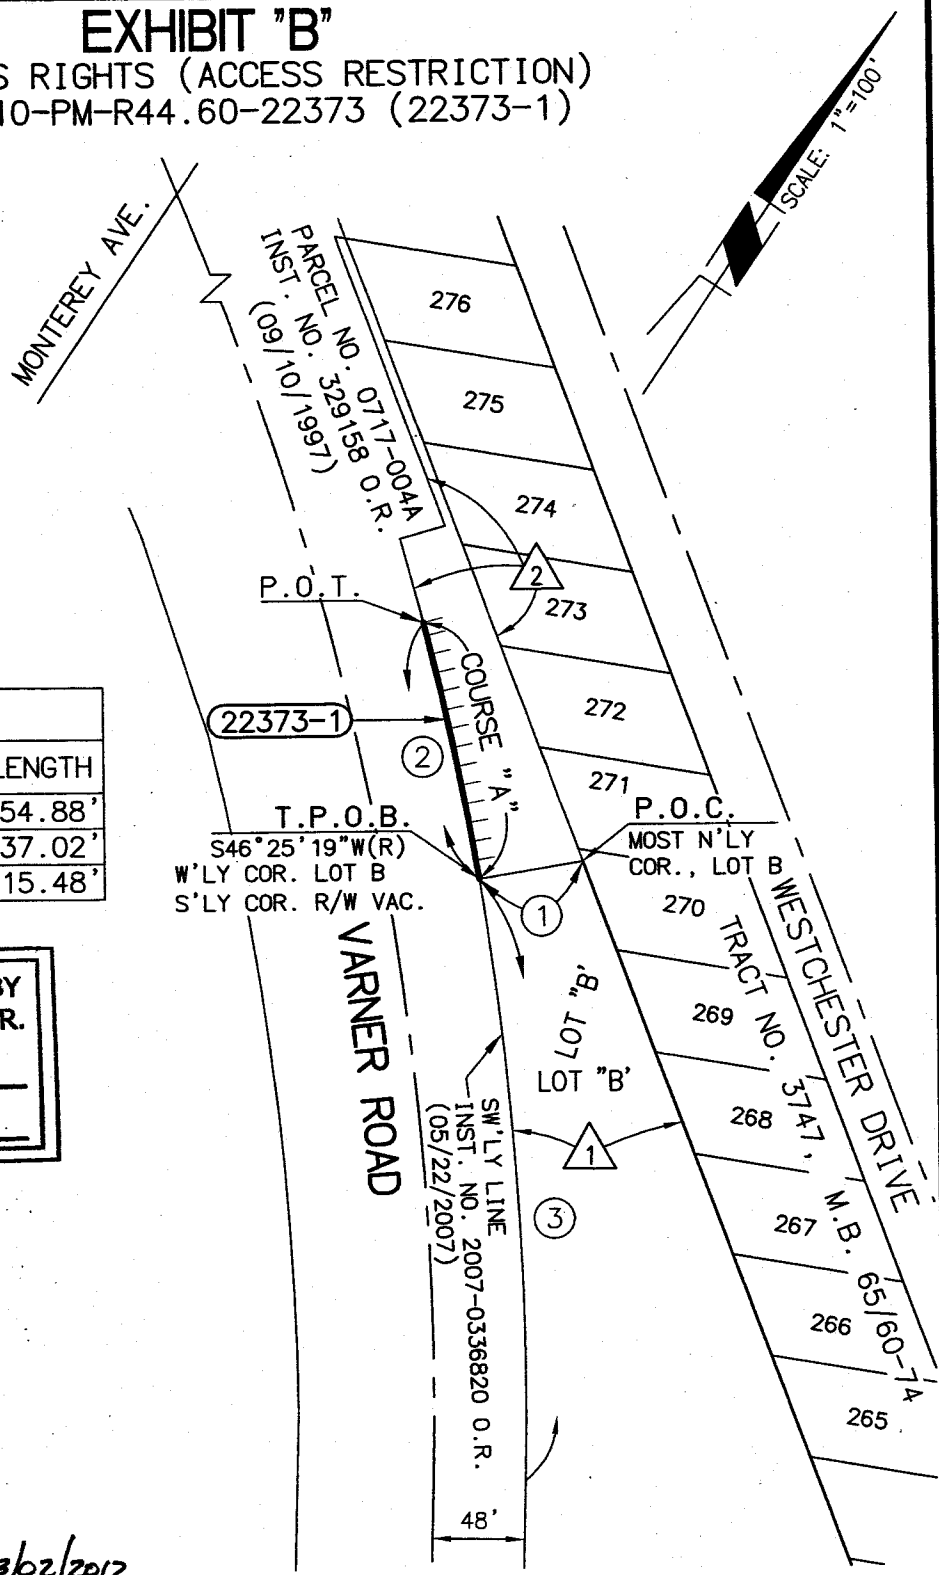 EXHIBIT "B"
S RIGHTS (ACCESS RESTRICTION)
10-PM-R44.60-22373 (22373-1)
SCALE: 1"=100'
MONTEREY AVE.
PARCEL NO. 0717-004A
INST. NO. 329158 O.R.
(09/10/1997)
276
275
274
2
273
P.O.T.
COURSE "A"
272
22373-1
2
271
LENGTH
54.88'
37.02'
15.48'
T.P.O.B.
S46°25'19"W(R)
W'LY COR. LOT B
S'LY COR. R/W VAC.
P.O.C.
MOST N'LY
COR., LOT B
1
270
WESTCHESTER DRIVE
TRACT NO. 3747, M.B. 65/60-74
VARNER ROAD
BY
R.
LOT "B'
LOT "B'
269
268
1
SW'LY LINE
INST. NO. 2007-0336820 O.R.
(05/22/2007)
3
267
266
265
48'
3/02/2012